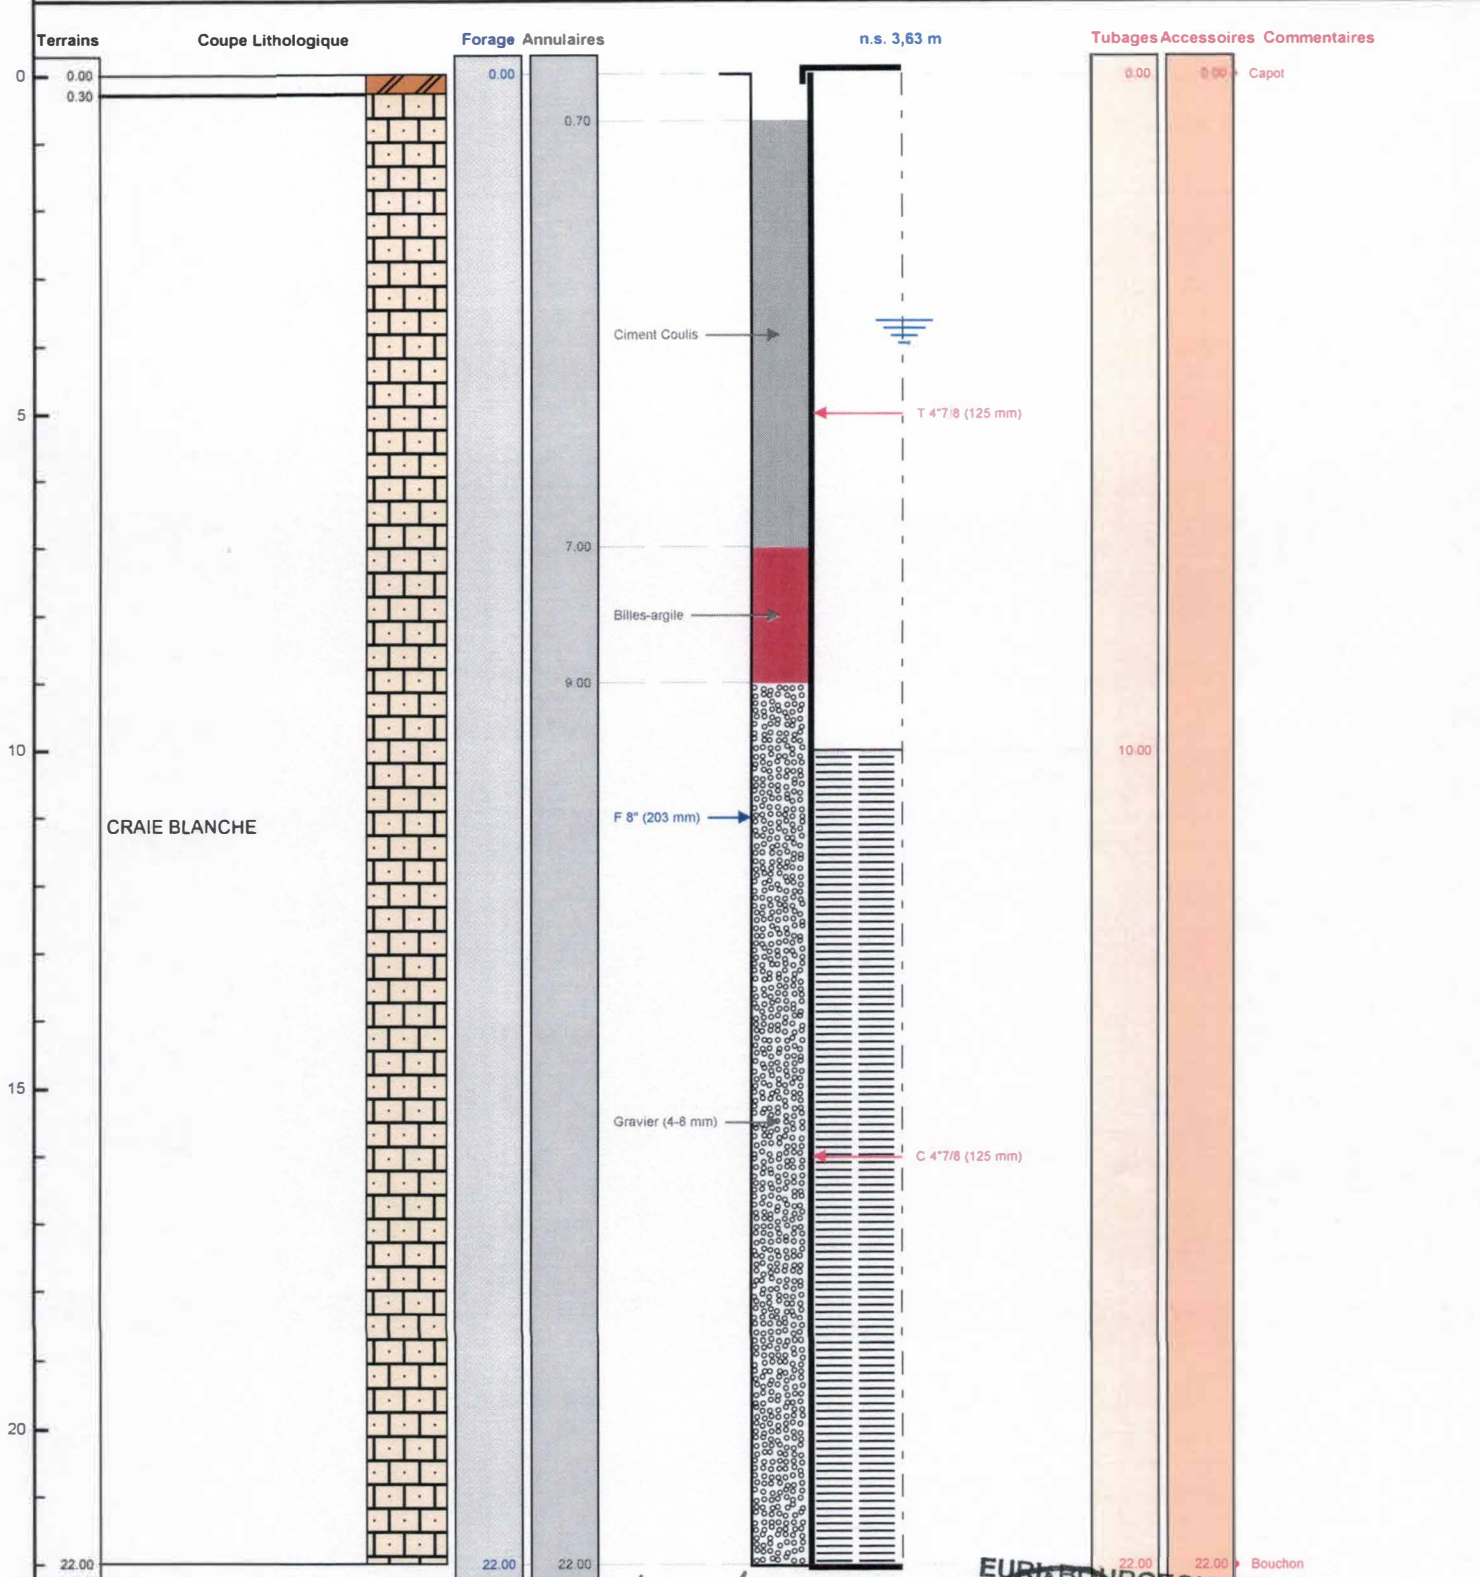 Terrains Coupe Lithologique Forage Annulaires n.s. 3,63 m Tubages Accessoires Commentaires
0 0.00 0.00 0.00 0.00 Capot
0.30
0.70
Ciment Coulis
5 T 4"7/8 (125 mm)
7.00
Billes-argile
9.00
10 10.00
F 8" (203 mm)
CRAIE BLANCHE
15
Gravier (4-6 mm)
C 4"7/8 (125 mm)
20
22.00 22.00 22.00 22.00 22.00 Bouchon